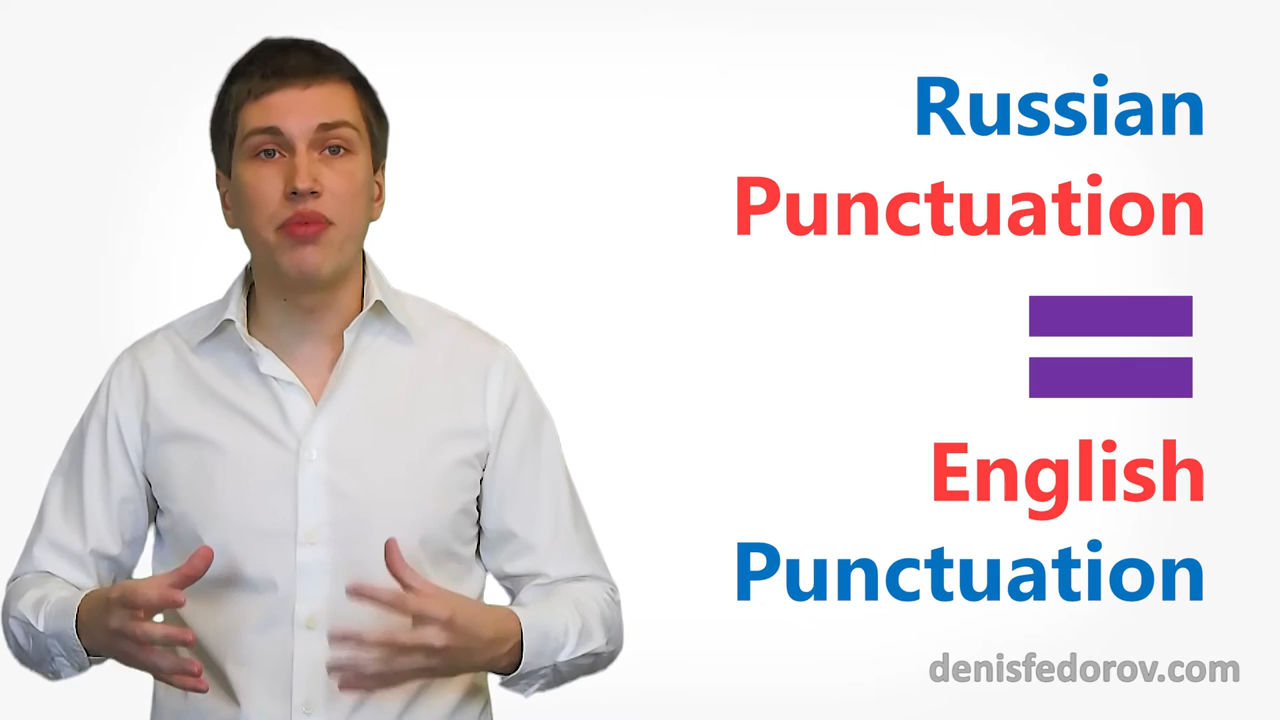 Russian
Punctuation
=
English
Punctuation
denisfedorov.com